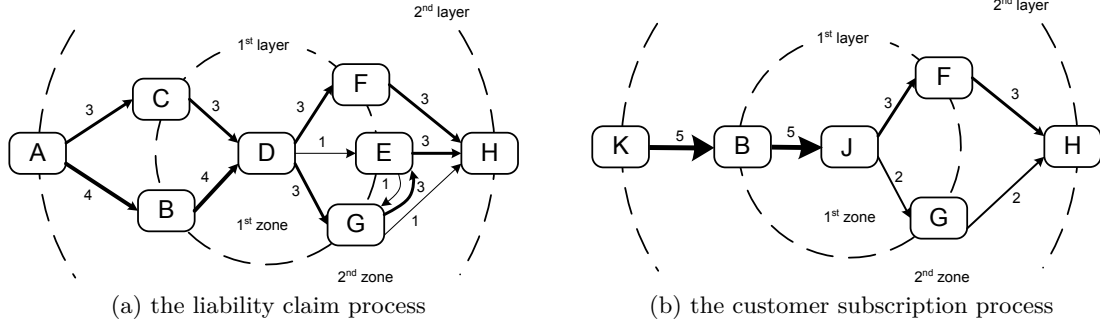 2nd layer
1st layer
A
C
B
D
F
E
G
H
3
4
3
4
3
1
3
3
3
1
3
1
1st zone
2nd zone
(a) the liability claim process
2nd layer
1st layer
K
B
J
F
G
H
5
5
3
2
3
2
1st zone
2nd zone
(b) the customer subscription process